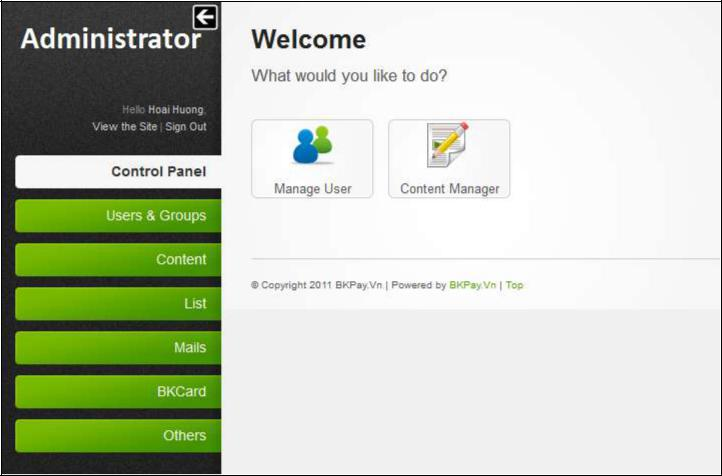 Administrator
Hello Hoai Huong,
View the Site | Sign Out
Control Panel
Users & Groups
Content
List
Mails
BKCard
Others
Welcome
What would you like to do?
Manage User
Content Manager
© Copyright 2011 BKPay.Vn | Powered by BKPay.Vn | Top